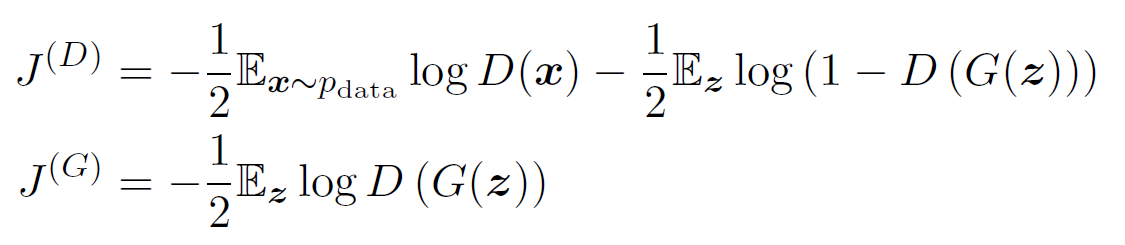 $J^{(D)} = -\frac{1}{2}\mathbb{E}_{\boldsymbol{x}\sim p_{\text{data}}} \log D(\boldsymbol{x}) - \frac{1}{2}\mathbb{E}_{\boldsymbol{z}} \log\left(1 - D\left(G(\boldsymbol{z})\right)\right)$
$J^{(G)} = -\frac{1}{2}\mathbb{E}_{\boldsymbol{z}} \log D\left(G(\boldsymbol{z})\right)$